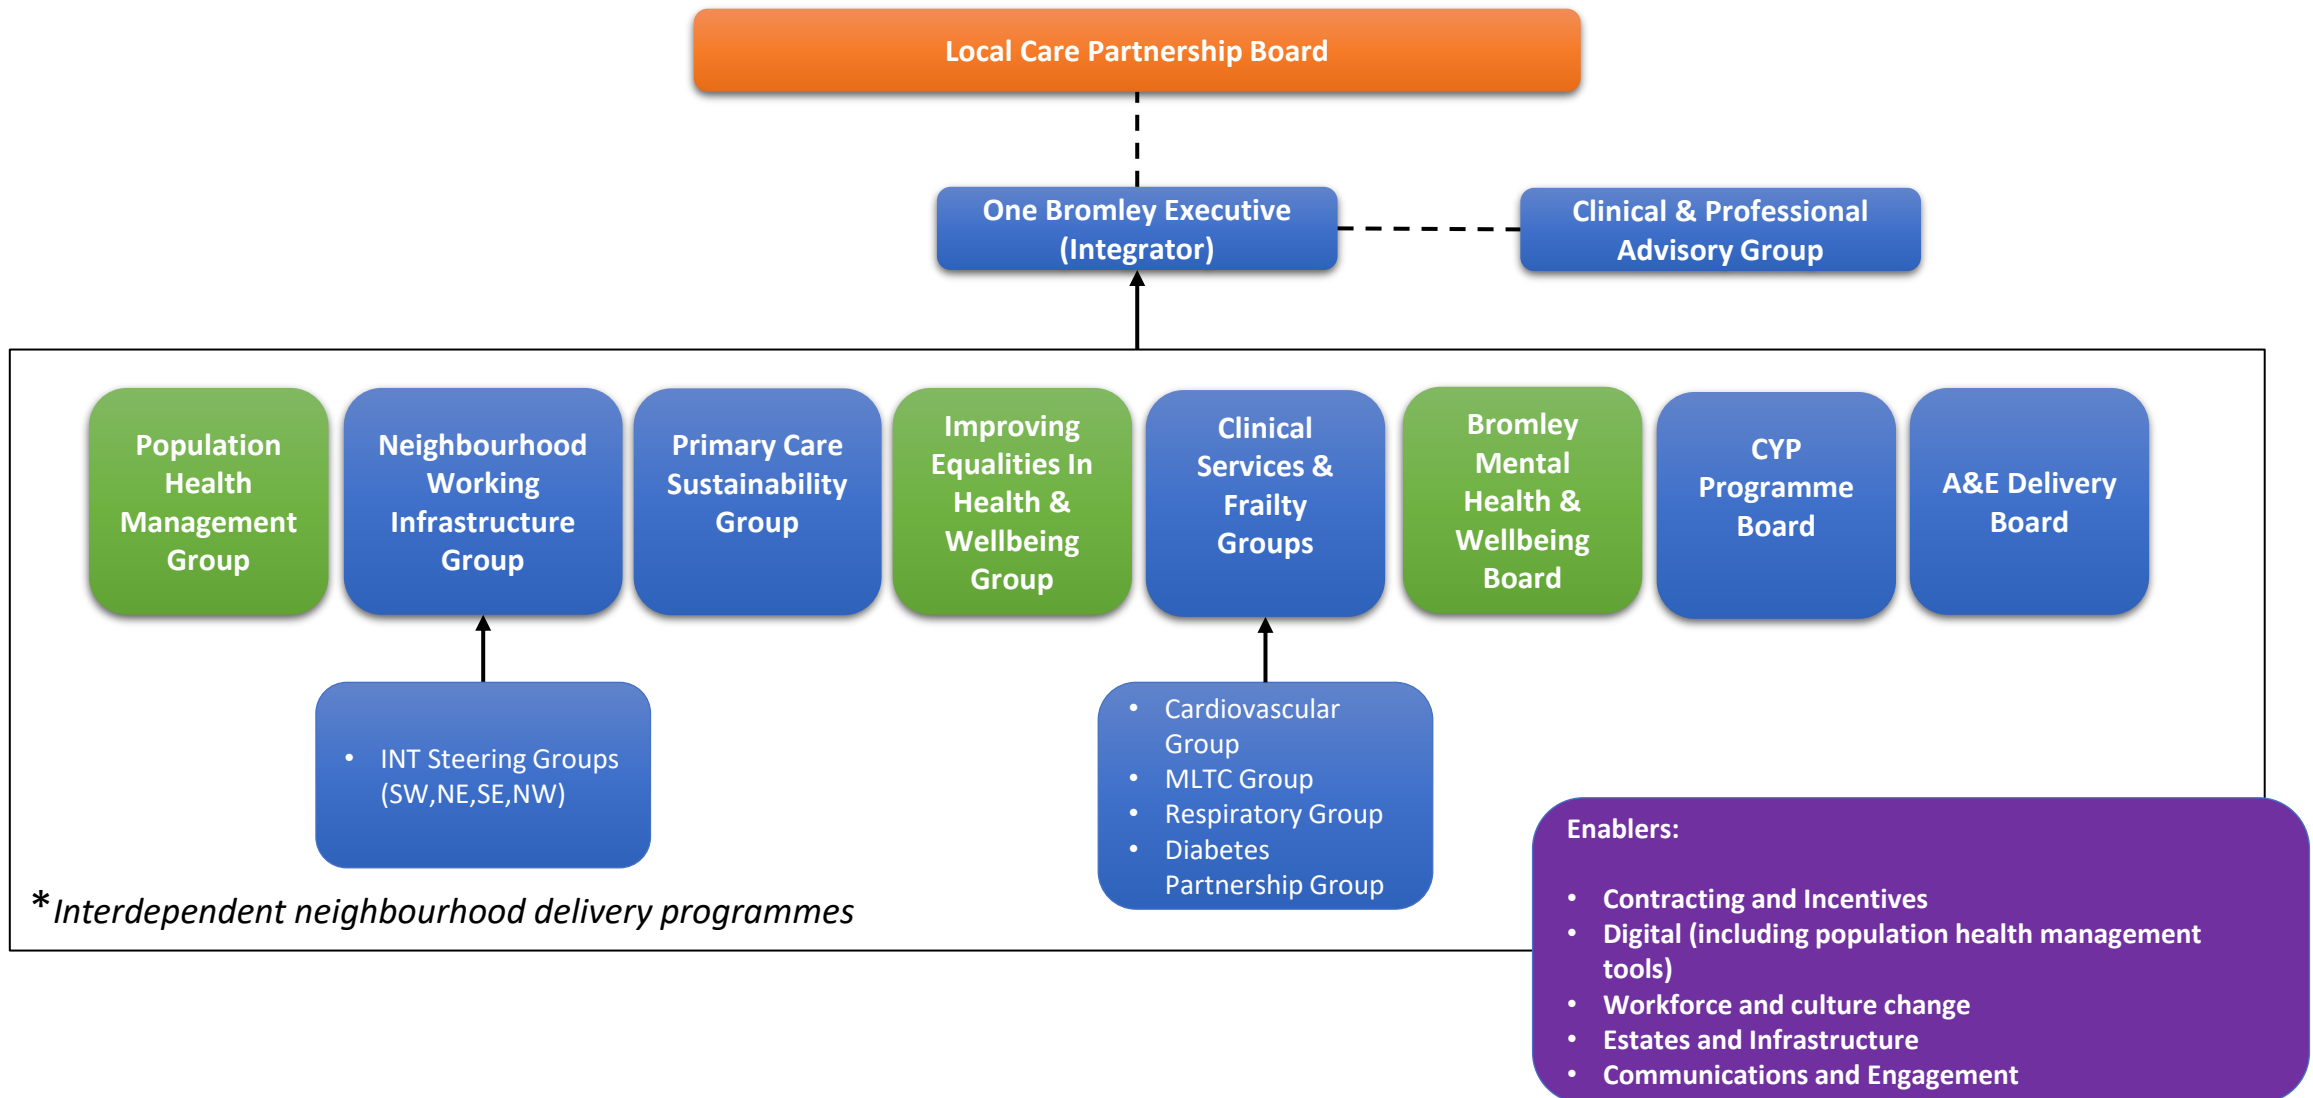 Local Care Partnership Board
One Bromley Executive
(Integrator)
Clinical & Professional
Advisory Group
Population
Health
Management
Group
Neighbourhood
Working
Infrastructure
Group
Primary Care
Sustainability
Group
Improving
Equalities In
Health &
Wellbeing
Group
Clinical
Services &
Frailty
Groups
Bromley
Mental
Health &
Wellbeing
Board
CYP
Programme
Board
A&E Delivery
Board
• INT Steering Groups
(SW,NE,SE,NW)
• Cardiovascular
Group
• MLTC Group
• Respiratory Group
• Diabetes
Partnership Group
*Interdependent neighbourhood delivery programmes
Enablers:
• Contracting and Incentives
• Digital (including population health management
tools)
• Workforce and culture change
• Estates and Infrastructure
• Communications and Engagement